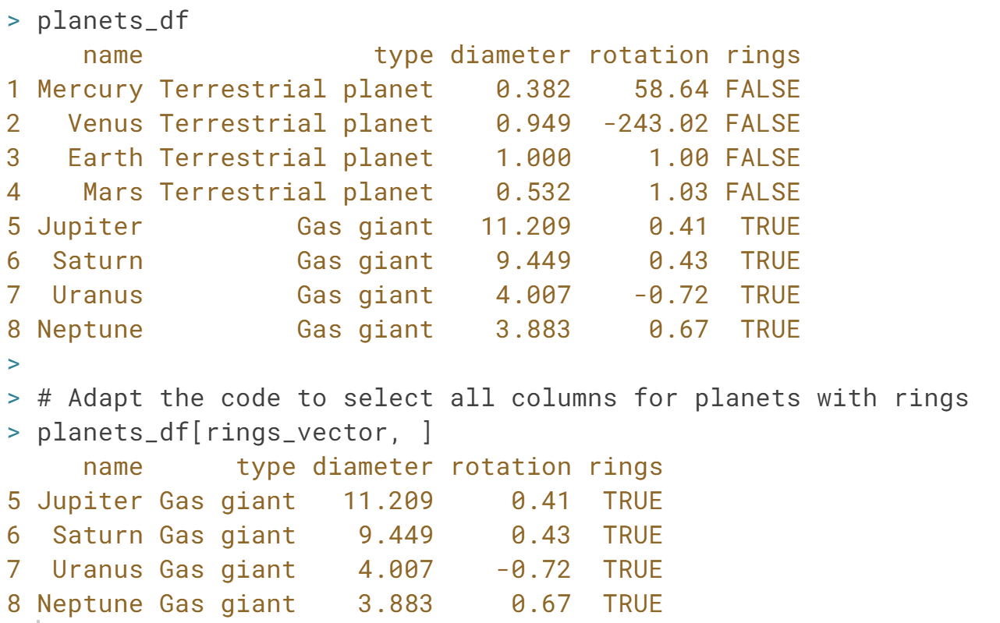 > planets_df
     name               type diameter rotation rings
1 Mercury Terrestrial planet    0.382    58.64 FALSE
2   Venus Terrestrial planet    0.949  -243.02 FALSE
3   Earth Terrestrial planet    1.000     1.00 FALSE
4    Mars Terrestrial planet    0.532     1.03 FALSE
5 Jupiter          Gas giant   11.209     0.41  TRUE
6  Saturn          Gas giant    9.449     0.43  TRUE
7  Uranus          Gas giant    4.007    -0.72  TRUE
8 Neptune          Gas giant    3.883     0.67  TRUE
>
> # Adapt the code to select all columns for planets with rings
> planets_df[rings_vector, ]
     name      type diameter rotation rings
5 Jupiter Gas giant   11.209     0.41  TRUE
6  Saturn Gas giant    9.449     0.43  TRUE
7  Uranus Gas giant    4.007    -0.72  TRUE
8 Neptune Gas giant    3.883     0.67  TRUE